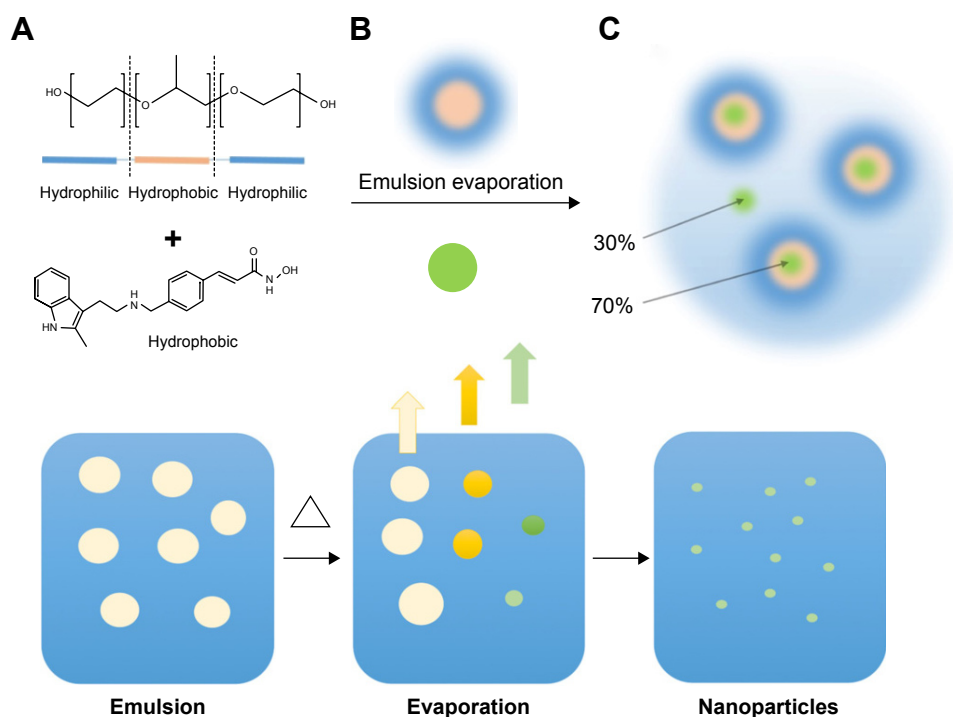 A
B
C
HO
O
O
OH
Hydrophilic
Hydrophobic
Hydrophilic
+
O
OH
N
H
H
N
HN
Hydrophobic
Emulsion evaporation
30%
70%
Emulsion
Evaporation
Nanoparticles